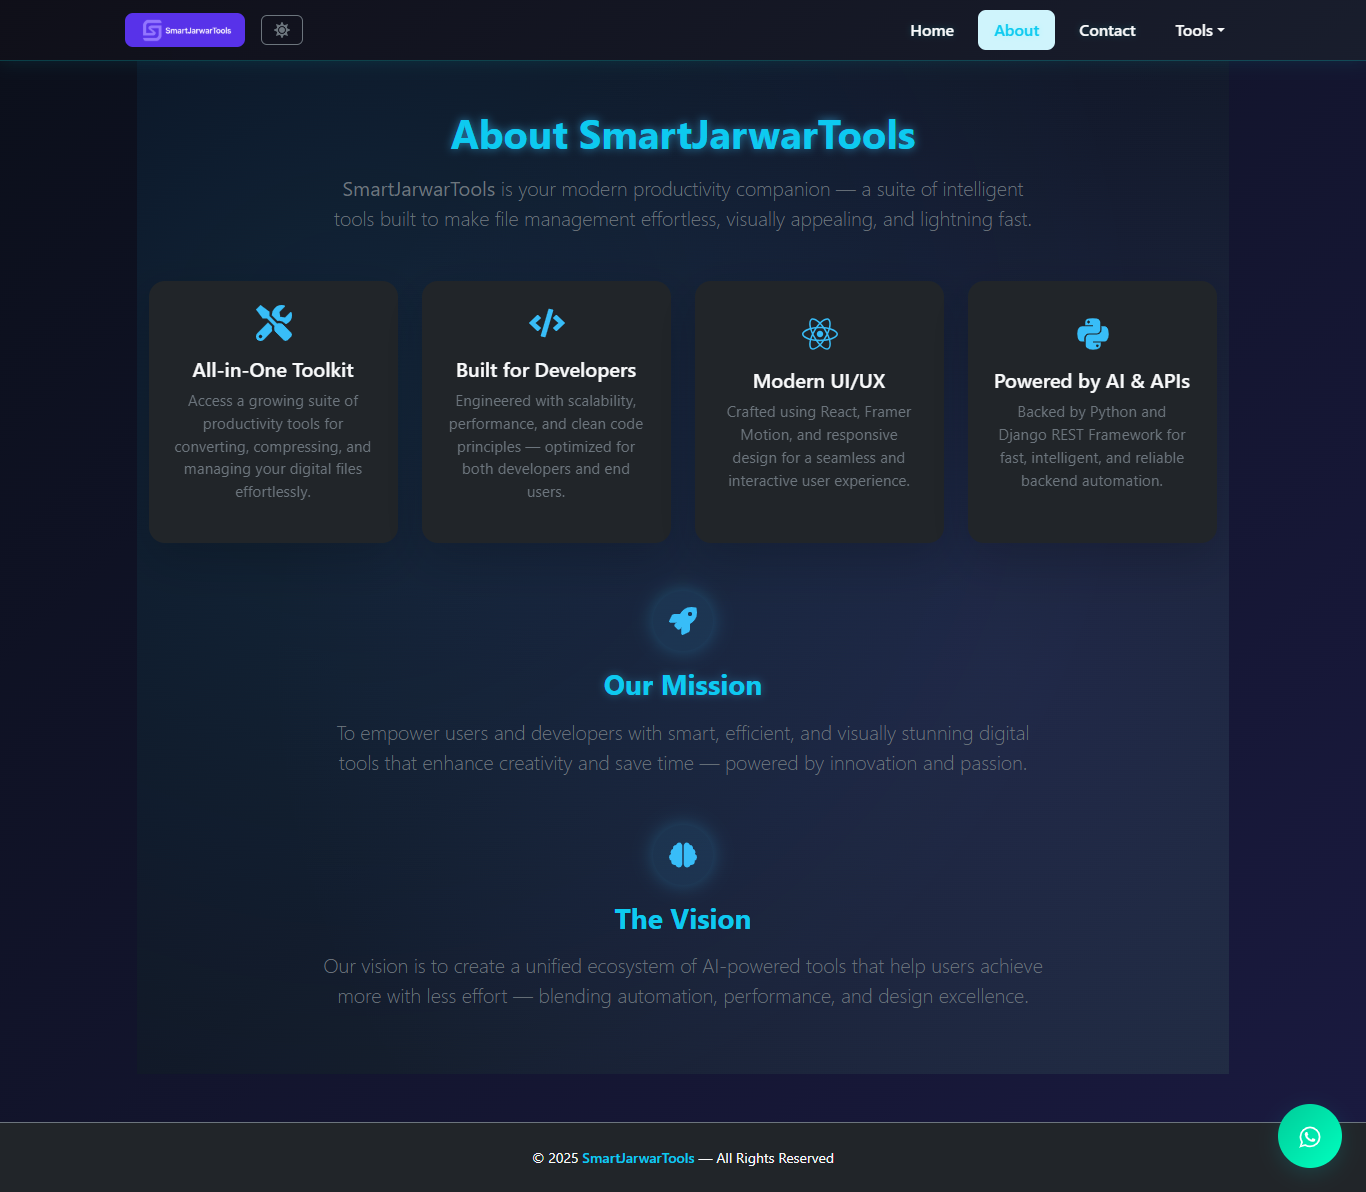 SmartJarwarTools
Home
About
Contact
Tools
About SmartJarwarTools
SmartJarwarTools is your modern productivity companion — a suite of intelligent
tools built to make file management effortless, visually appealing, and lightning fast.
All-in-One Toolkit
Access a growing suite of
productivity tools for
converting, compressing, and
managing your digital files
effortlessly.
Built for Developers
Engineered with scalability,
performance, and clean code
principles — optimized for
both developers and end
users.
Modern UI/UX
Crafted using React, Framer
Motion, and responsive
design for a seamless and
interactive user experience.
Powered by AI & APIs
Backed by Python and
Django REST Framework for
fast, intelligent, and reliable
backend automation.
Our Mission
To empower users and developers with smart, efficient, and visually stunning digital
tools that enhance creativity and save time — powered by innovation and passion.
The Vision
Our vision is to create a unified ecosystem of AI-powered tools that help users achieve
more with less effort — blending automation, performance, and design excellence.
© 2025 SmartJarwarTools — All Rights Reserved